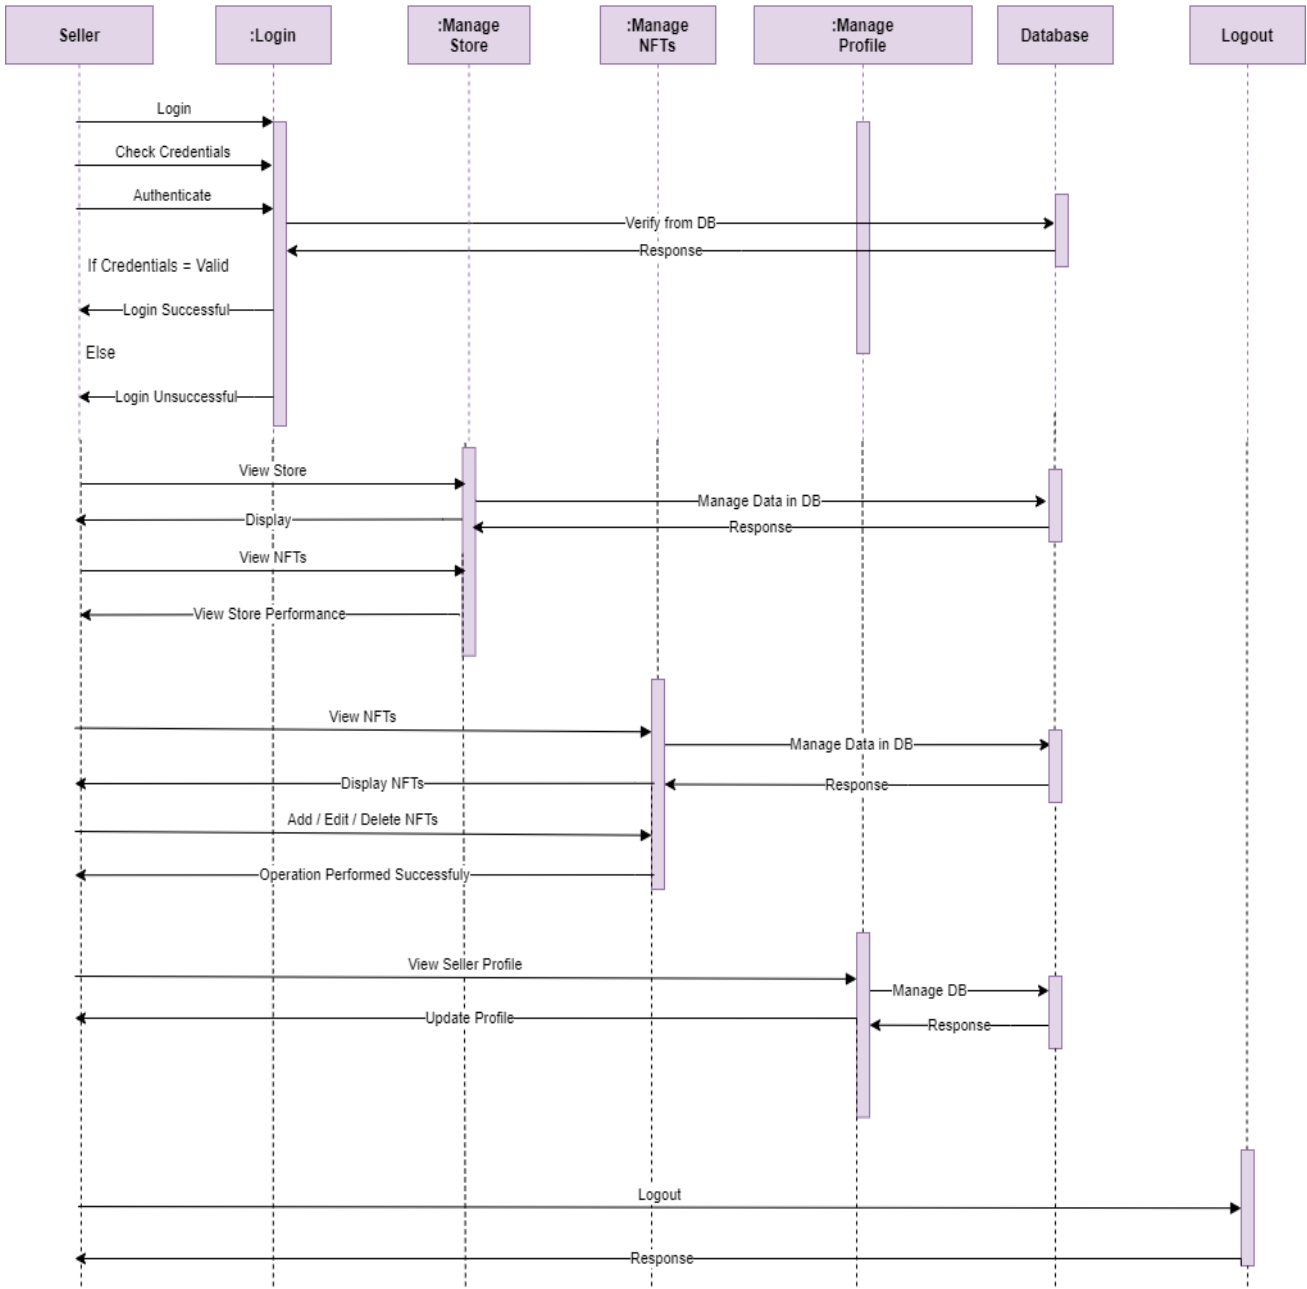 Seller
:Login
:Manage
Store
:Manage
NFTs
:Manage
Profile
Database
Logout
Login
Check Credentials
Authenticate
Verify from DB
Response
If Credentials = Valid
Login Successful
Else
Login Unsuccessful
View Store
Manage Data in DB
Display
Response
View NFTs
View Store Performance
View NFTs
Manage Data in DB
Display NFTs
Response
Add / Edit / Delete NFTs
Operation Performed Successfuly
View Seller Profile
Manage DB
Update Profile
Response
Logout
Response